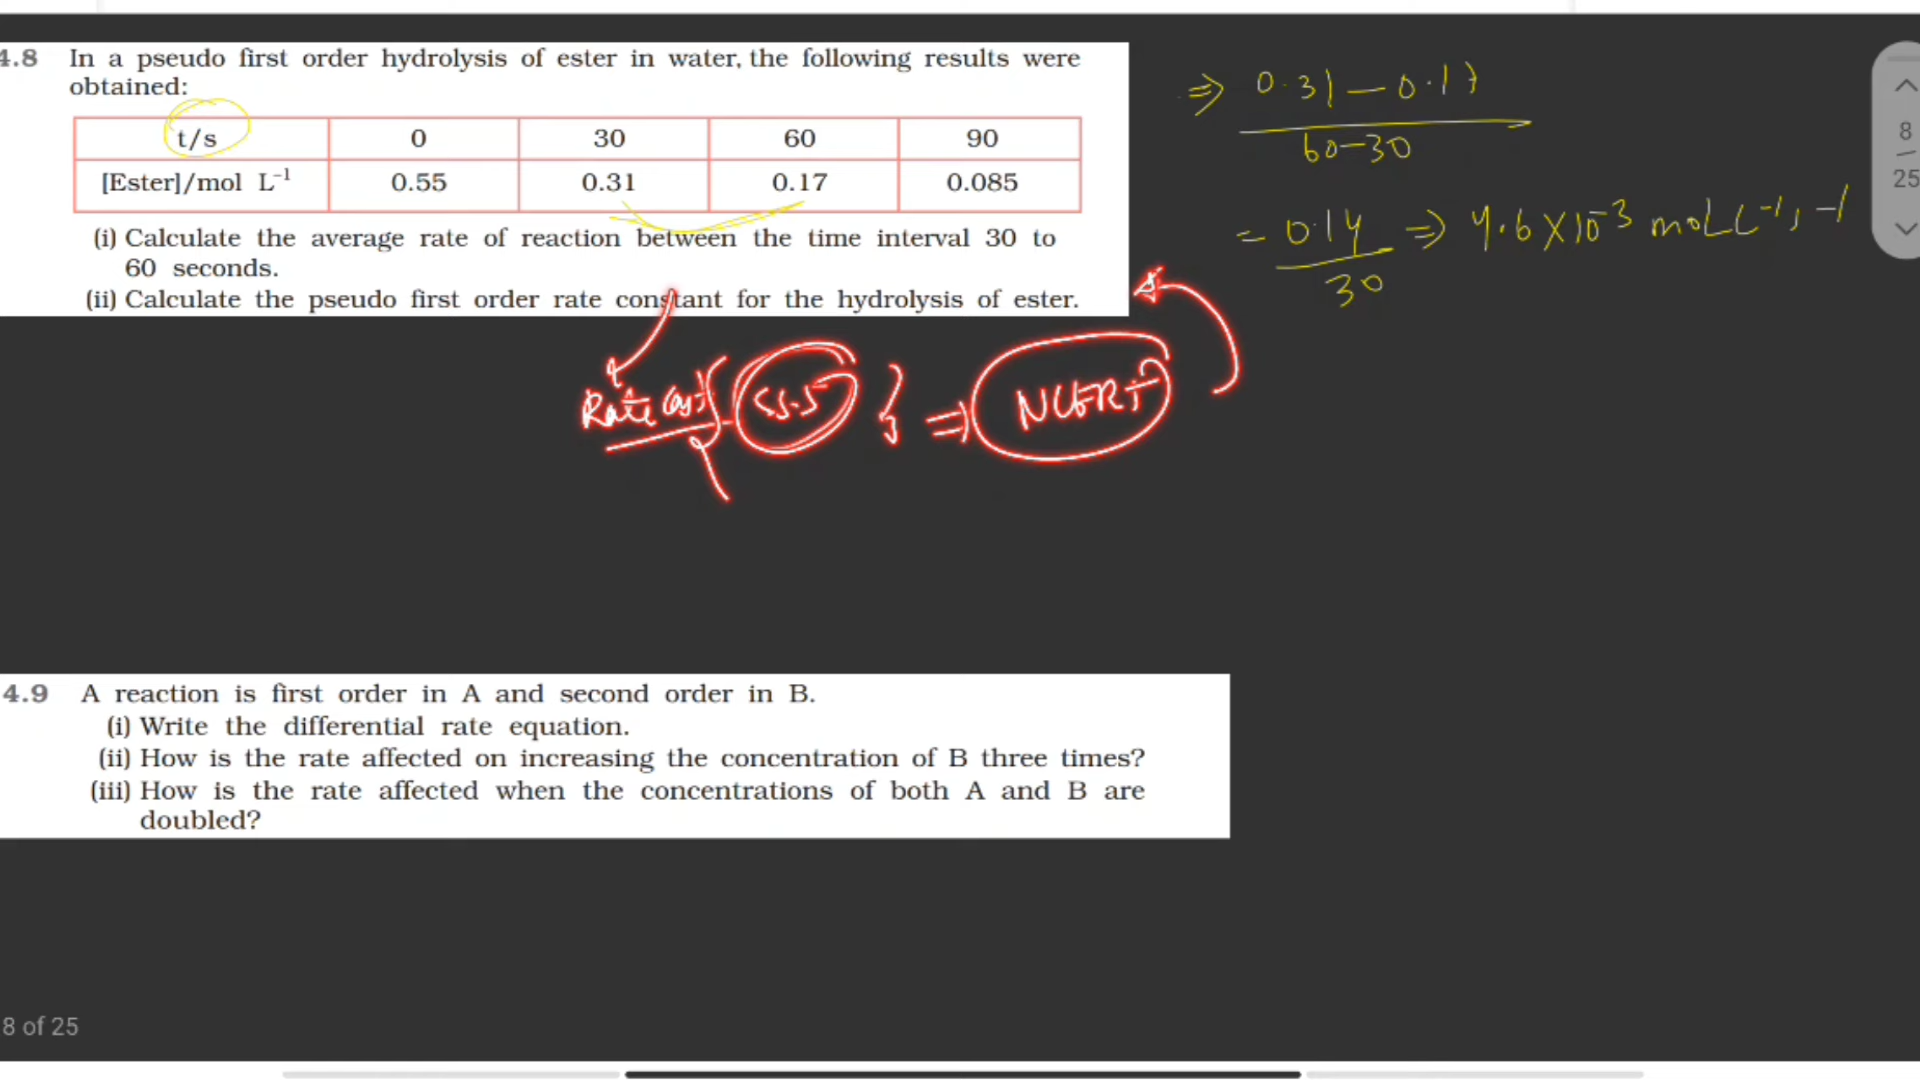 4.8 In a pseudo first order hydrolysis of ester in water, the following results were
obtained:
t/s 0 30 60 90
[Ester]/mol L⁻¹ 0.55 0.31 0.17 0.085
(i) Calculate the average rate of reaction between the time interval 30 to
60 seconds.
(ii) Calculate the pseudo first order rate constant for the hydrolysis of ester.
⇒ 0.31 — 0.17
60—30
= 0.14 ⇒ 4.6 X 10⁻³ mol L⁻¹ s⁻¹
30
Rate { 55.5 } ⇒ NCERT
4.9 A reaction is first order in A and second order in B.
(i) Write the differential rate equation.
(ii) How is the rate affected on increasing the concentration of B three times?
(iii) How is the rate affected when the concentrations of both A and B are
doubled?
8
25
8 of 25